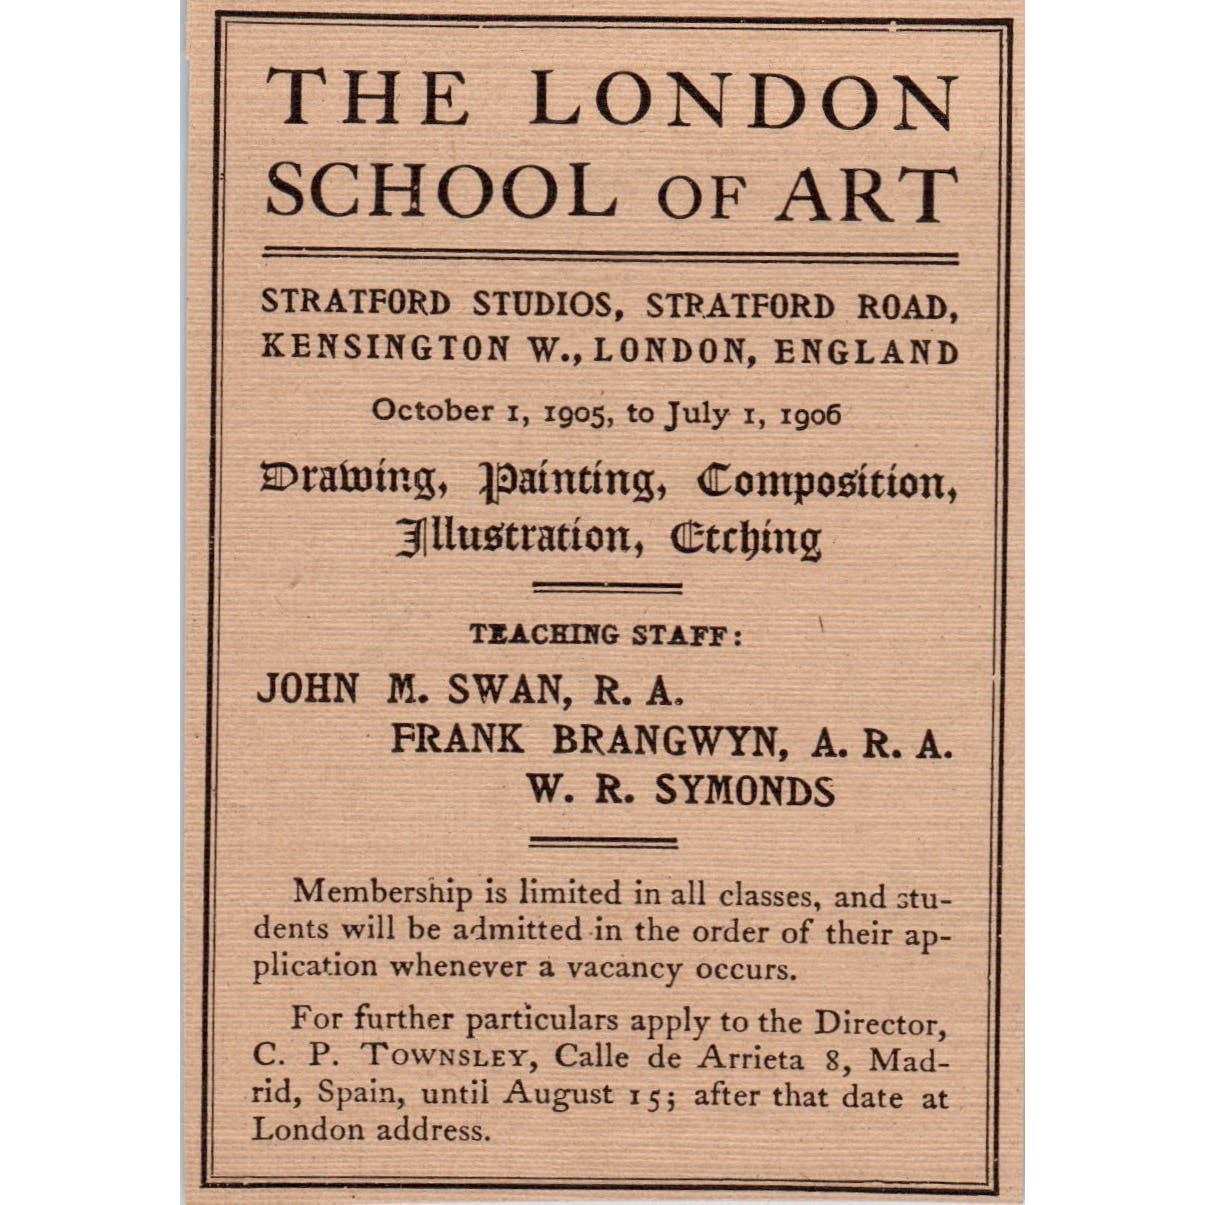 THE LONDON
SCHOOL OF ART
STRATFORD STUDIOS, STRATFORD ROAD,
KENSINGTON W., LONDON, ENGLAND
October 1, 1905, to July 1, 1906
Drawing, Painting, Composition,
Illustration, Etching
TEACHING STAFF:
JOHN M. SWAN, R. A.
FRANK BRANGWYN, A. R. A.
W. R. SYMONDS
Membership is limited in all classes, and stu-
dents will be admitted in the order of their ap-
plication whenever a vacancy occurs.
For further particulars apply to the Director,
C. P. TOWNSLEY, Calle de Arrieta 8, Mad-
rid, Spain, until August 15; after that date at
London address.